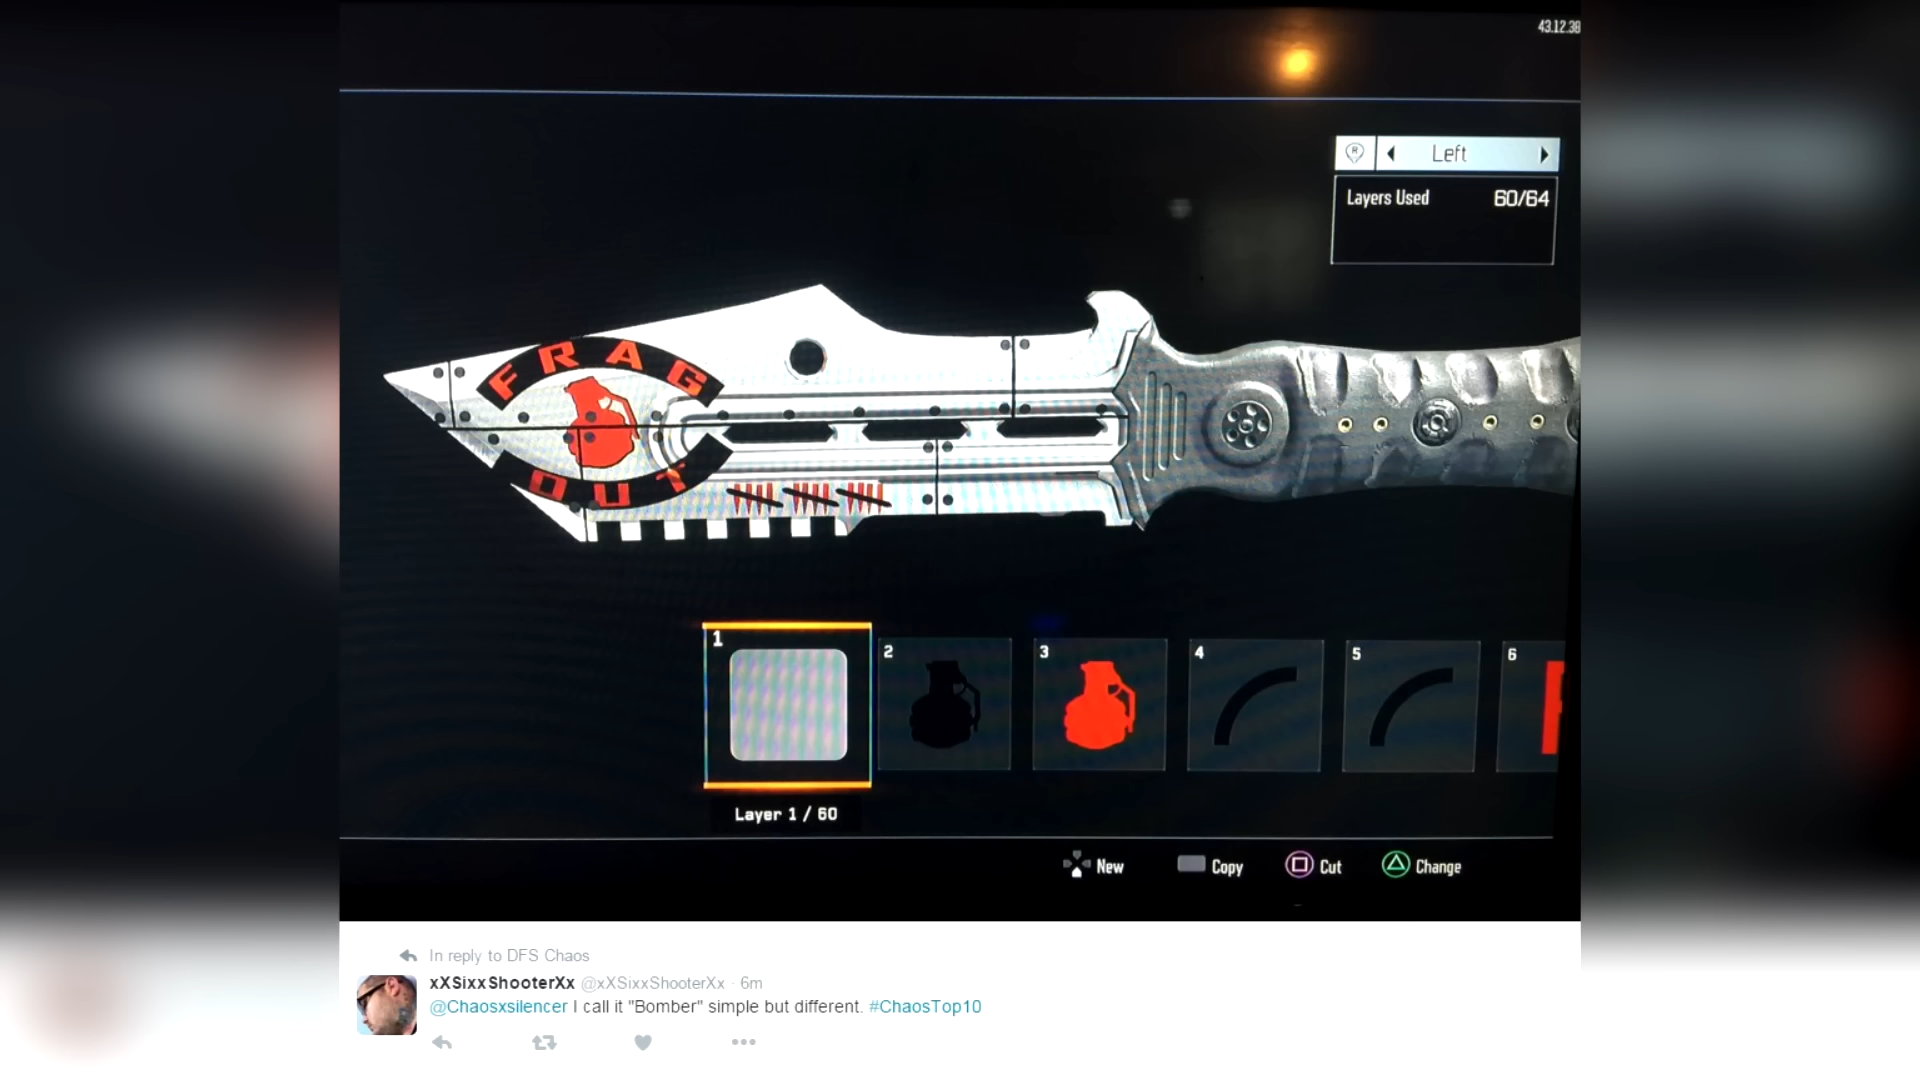 43.12.38
R Left
Layers Used 60/64
FRAG
OUT
1 2 3 4 5 6
Layer 1 / 60
New Copy Cut Change
In reply to DFS Chaos
xXSixxShooterXx @xXSixxShooterXx · 6m
@Chaosxsilencer I call it "Bomber" simple but different. #ChaosTop10